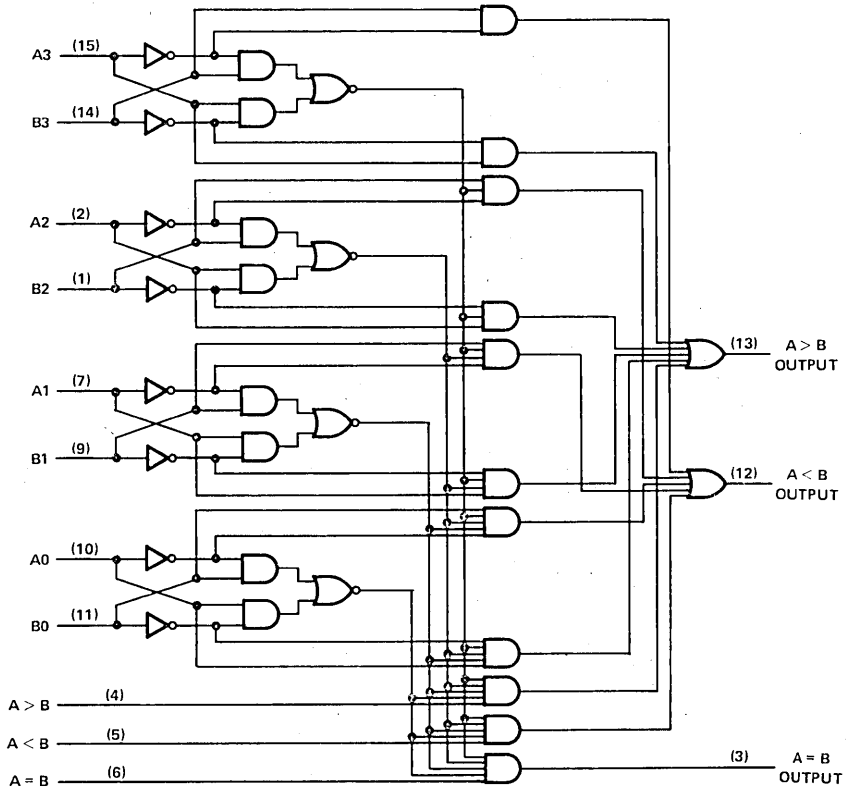 A3 (15)
B3 (14)
A2 (2)
B2 (1)
(13) A > B
OUTPUT
A1 (7)
B1 (9)
(12) A < B
OUTPUT
A0 (10)
B0 (11)
A > B (4)
A < B (5)
(3) A = B
OUTPUT
A = B (6)